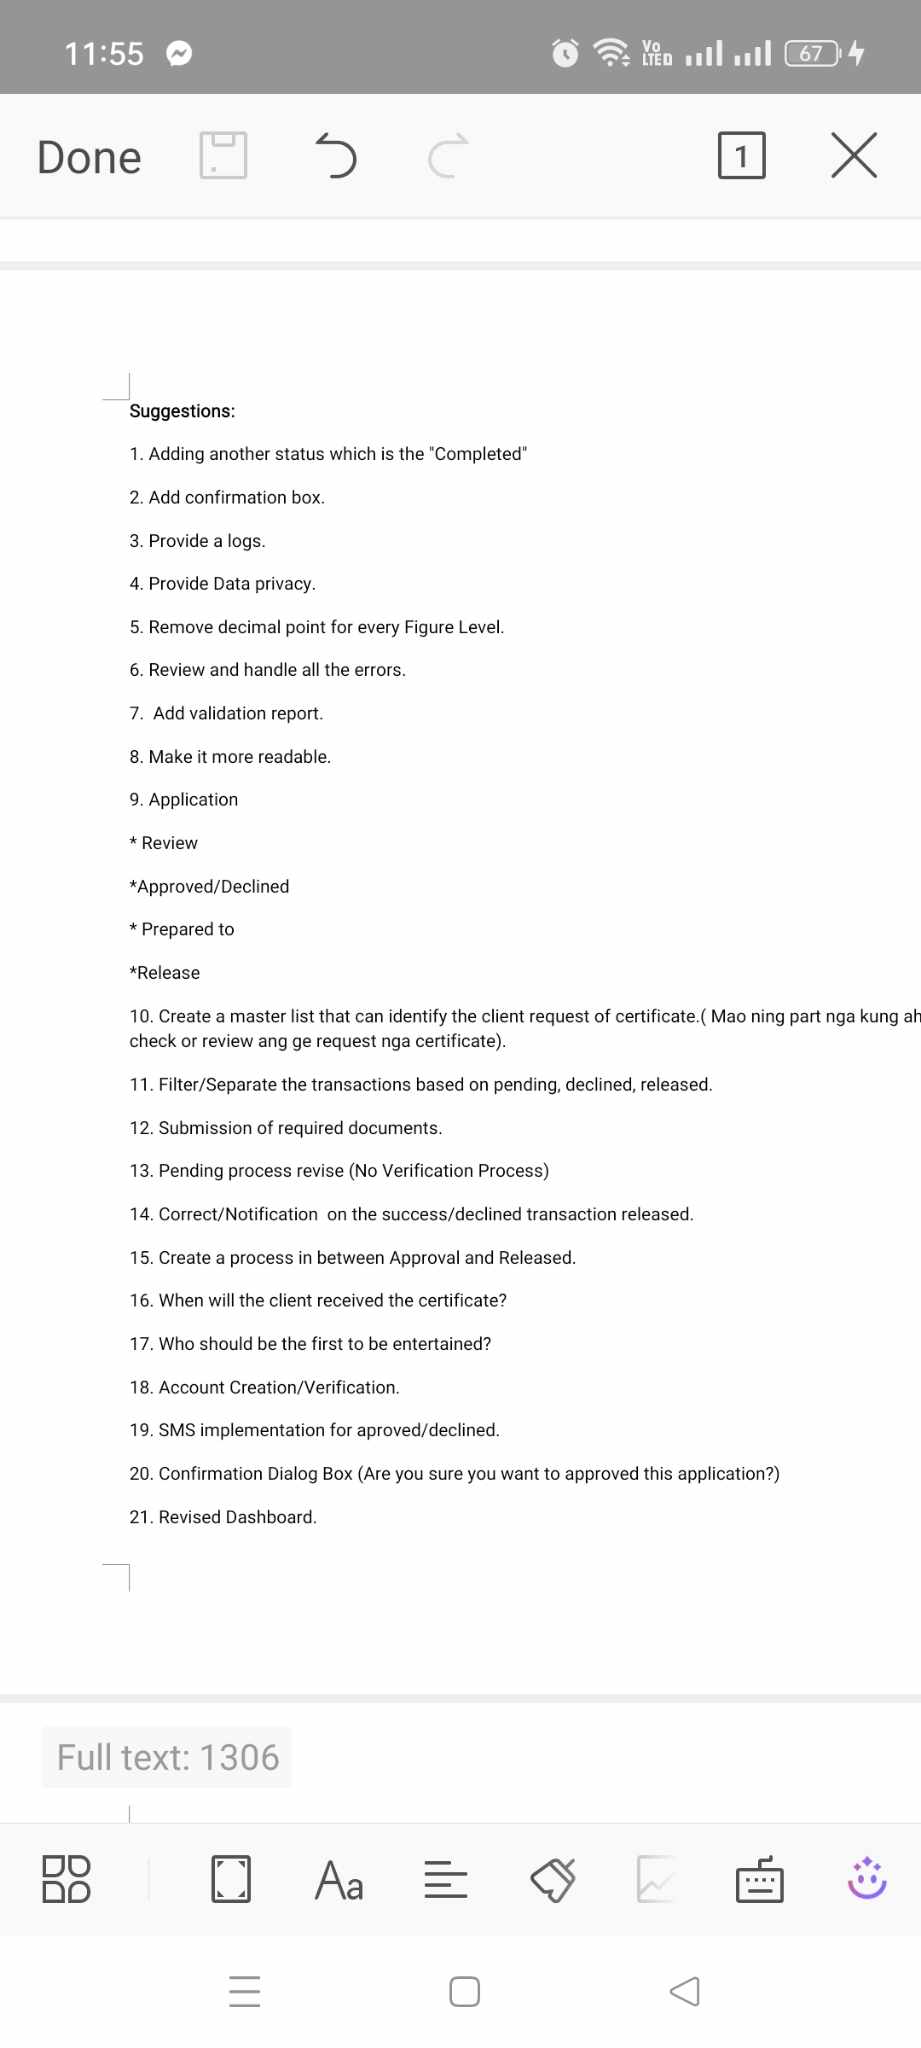 11:55
Vo
LTE D
67
Done
1
Suggestions:
1. Adding another status which is the "Completed"
2. Add confirmation box.
3. Provide a logs.
4. Provide Data privacy.
5. Remove decimal point for every Figure Level.
6. Review and handle all the errors.
7.  Add validation report.
8. Make it more readable.
9. Application
* Review
*Approved/Declined
* Prepared to
*Release
10. Create a master list that can identify the client request of certificate.( Mao ning part nga kung
check or review ang ge request nga certificate).
11. Filter/Separate the transactions based on pending, declined, released.
12. Submission of required documents.
13. Pending process revise (No Verification Process)
14. Correct/Notification  on the success/declined transaction released.
15. Create a process in between Approval and Released.
16. When will the client received the certificate?
17. Who should be the first to be entertained?
18. Account Creation/Verification.
19. SMS implementation for aproved/declined.
20. Confirmation Dialog Box (Are you sure you want to approved this application?)
21. Revised Dashboard.
Full text: 1306
Aa